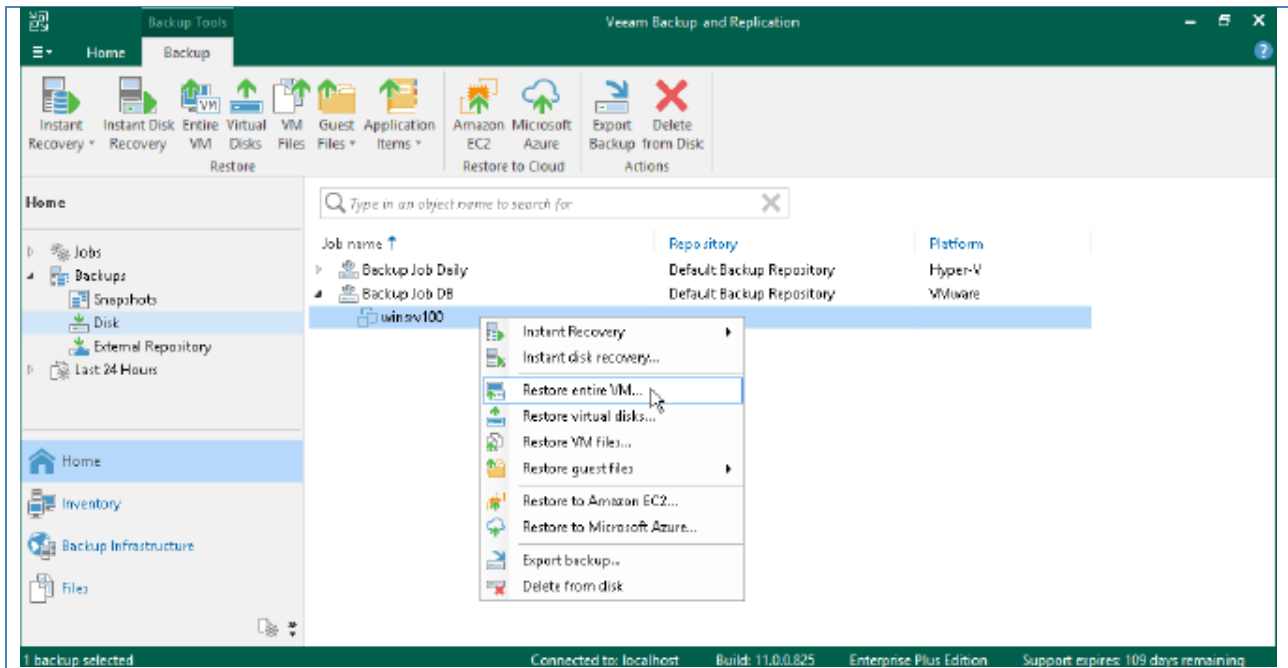 Backup Tools
Veeam Backup and Replication
Home Backup
Instant Recovery
Instant Disk Recovery
Entire VM
Virtual Disks
VM Files
Guest Files
Application Items
Amazon EC2
Microsoft Azure
Export Backup
Delete from Disk
Restore
Restore to Cloud
Actions
Home
Type in an object name to search for
Jobs
Backups
Snapshots
Disk
External Repository
Last 24 Hours
Job name Repository Platform
Backup Job Daily Default Backup Repository Hyper-V
Backup Job DB Default Backup Repository VMware
winsrv100
Instant Recovery
Instant disk recovery...
Restore entire VM...
Restore virtual disks...
Restore VM files...
Restore guest files
Restore to Amazon EC2...
Restore to Microsoft Azure...
Export backup...
Delete from disk
Home
Inventory
Backup Infrastructure
Files
1 backup selected Connected to: localhost Build: 11.0.0.825 Enterprise Plus Edition Support expires: 109 days remaining